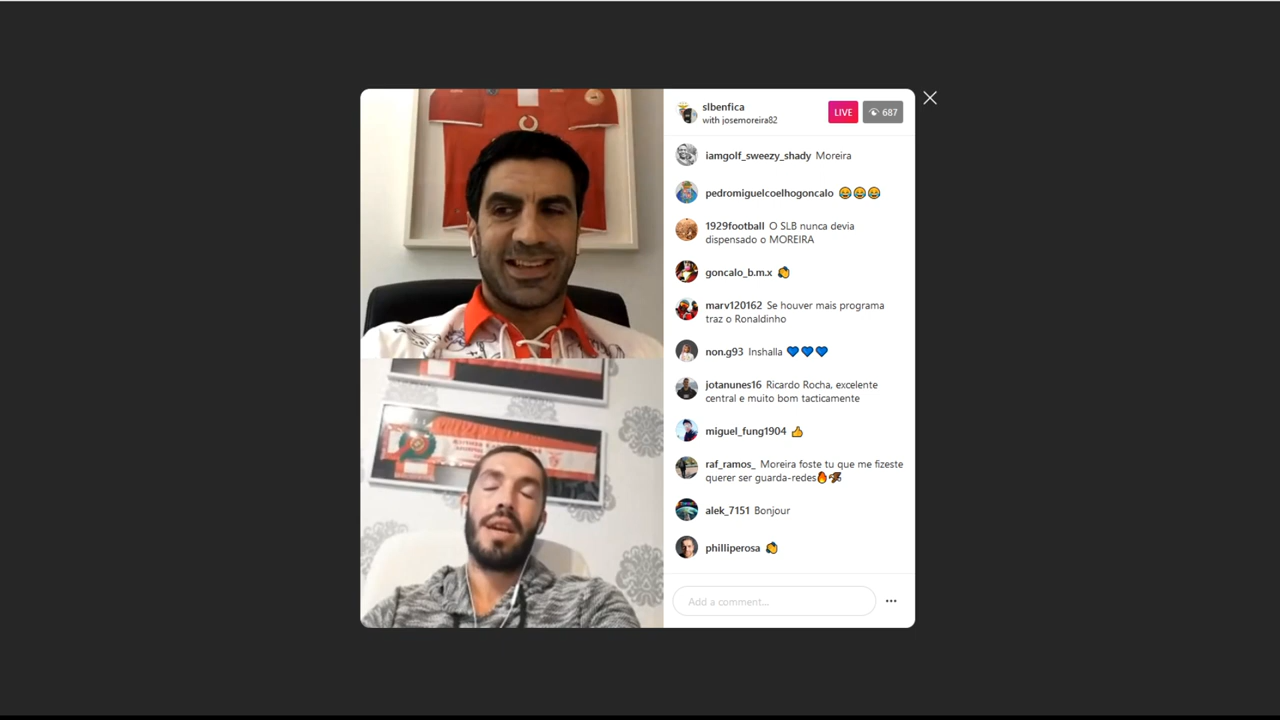 slbenfica
with josemoreira82
LIVE
687
iamgolf_sweezy_shady Moreira
pedromiguelcoelhogoncalo 😂😂😂
1929football O SLB nunca devia
dispensado o MOREIRA
goncalo_b.m.x 👏
marv120162 Se houver mais programa
traz o Ronaldinho
non.g93 Inshalla 💙💙💙
jotanunes16 Ricardo Rocha, excelente
central e muito bom tacticamente
miguel_fung1904 👍
raf_ramos_ Moreira foste tu que me fizeste
querer ser guarda-redes🔥🦅
alek_7151 Bonjour
philliperosa 👏
Add a comment...